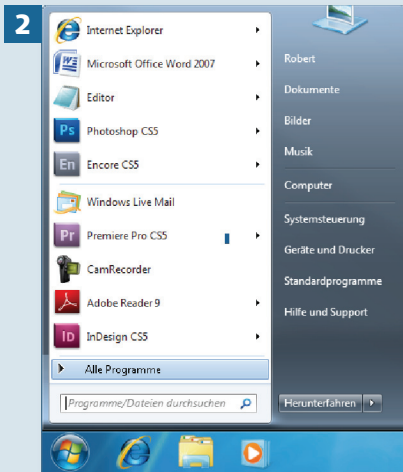 2
Internet Explorer
Microsoft Office Word 2007
Editor
Ps Photoshop CS5
En Encore CS5
Windows Live Mail
Pr Premiere Pro CS5
CamRecorder
Adobe Reader 9
ID InDesign CS5
Alle Programme
Programme/Dateien durchsuchen
Robert
Dokumente
Bilder
Musik
Computer
Systemsteuerung
Geräte und Drucker
Standardprogramme
Hilfe und Support
Herunterfahren